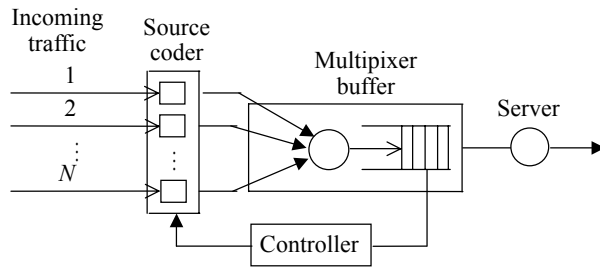 Incoming
traffic
Source
coder
Multipixer
buffer
Server
1
2
⋮
N
⋮
Controller